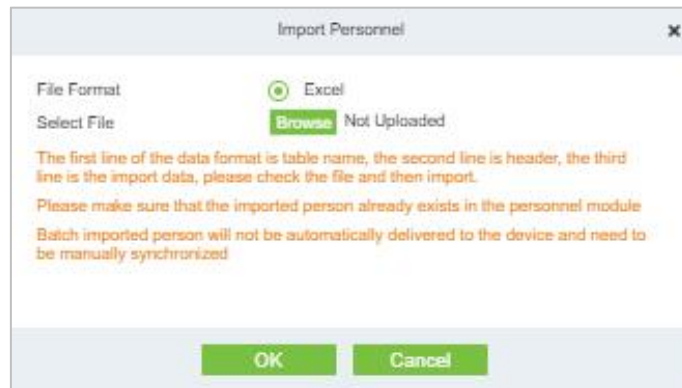 Import Personnel
File Format Excel
Select File Browse Not Uploaded
The first line of the data format is table name, the second line is header, the third
line is the import data, please check the file and then import.
Please make sure that the imported person already exists in the personnel module
Batch imported person will not be automatically delivered to the device and need to
be manually synchronized
OK Cancel